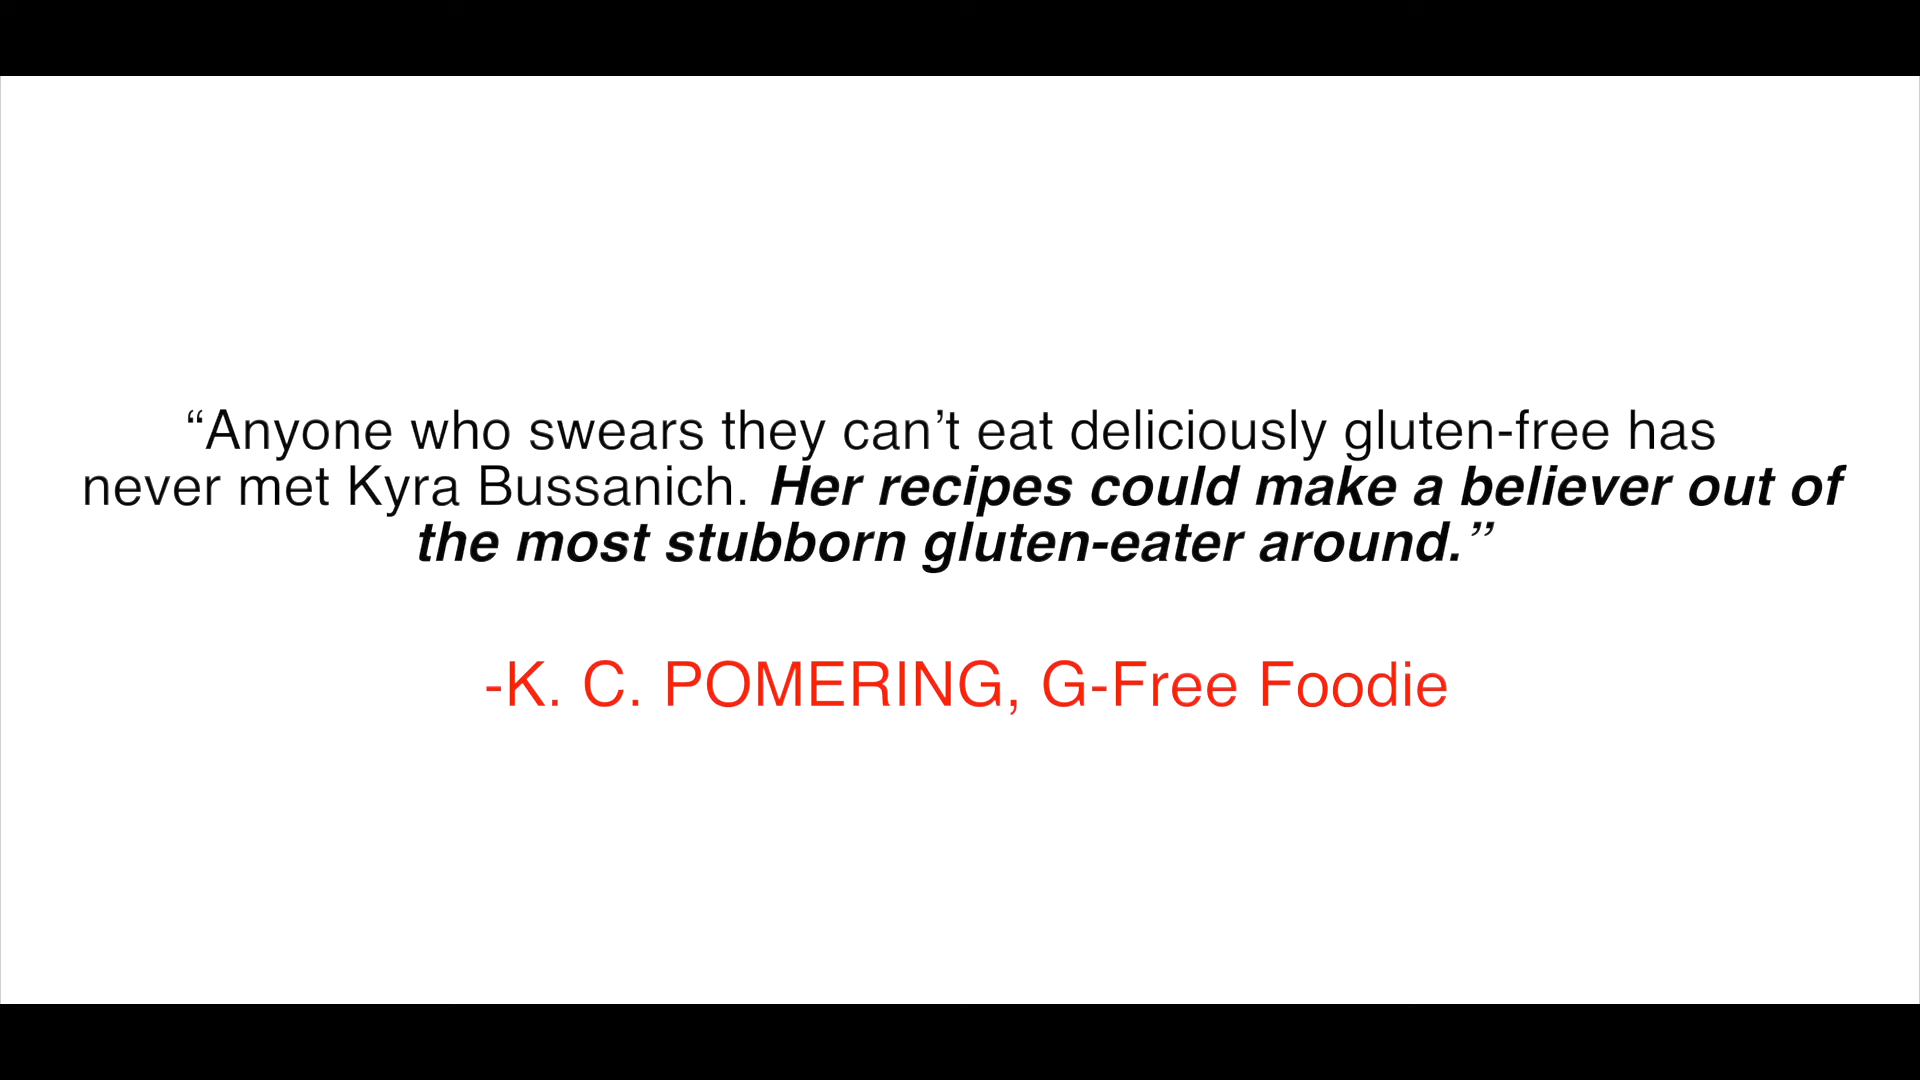 “Anyone who swears they can’t eat deliciously gluten-free has
never met Kyra Bussanich. Her recipes could make a believer out of
the most stubborn gluten-eater around.”
-K. C. POMERING, G-Free Foodie